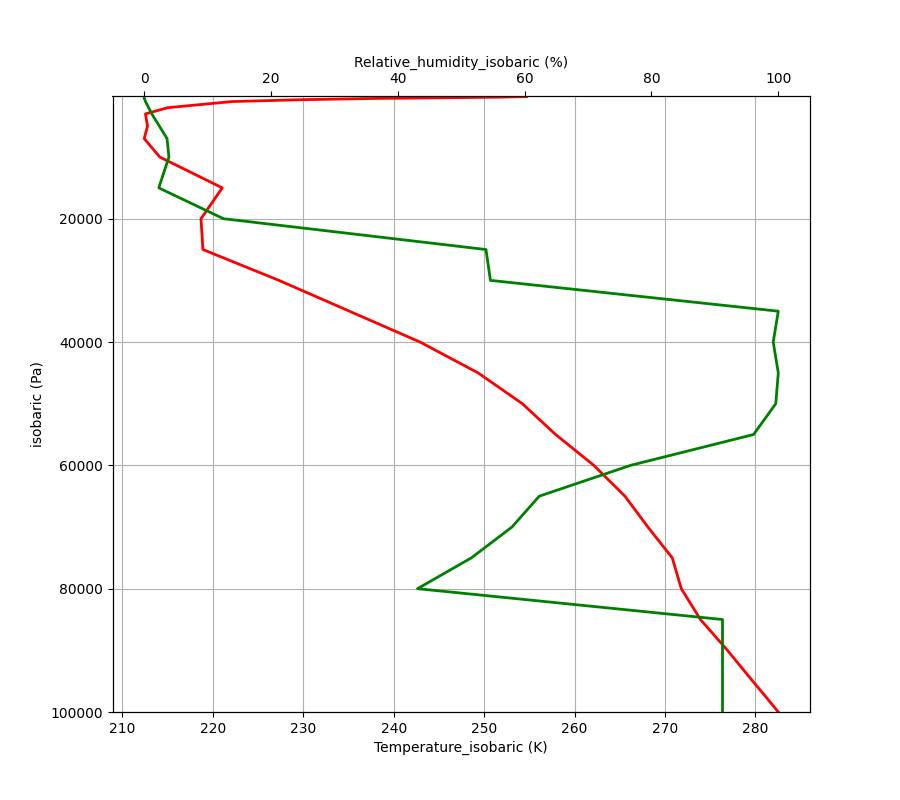 Relative_humidity_isobaric (%)
0 20 40 60 80 100
20000
40000
60000
80000
100000
isobaric (Pa)
210 220 230 240 250 260 270 280
Temperature_isobaric (K)